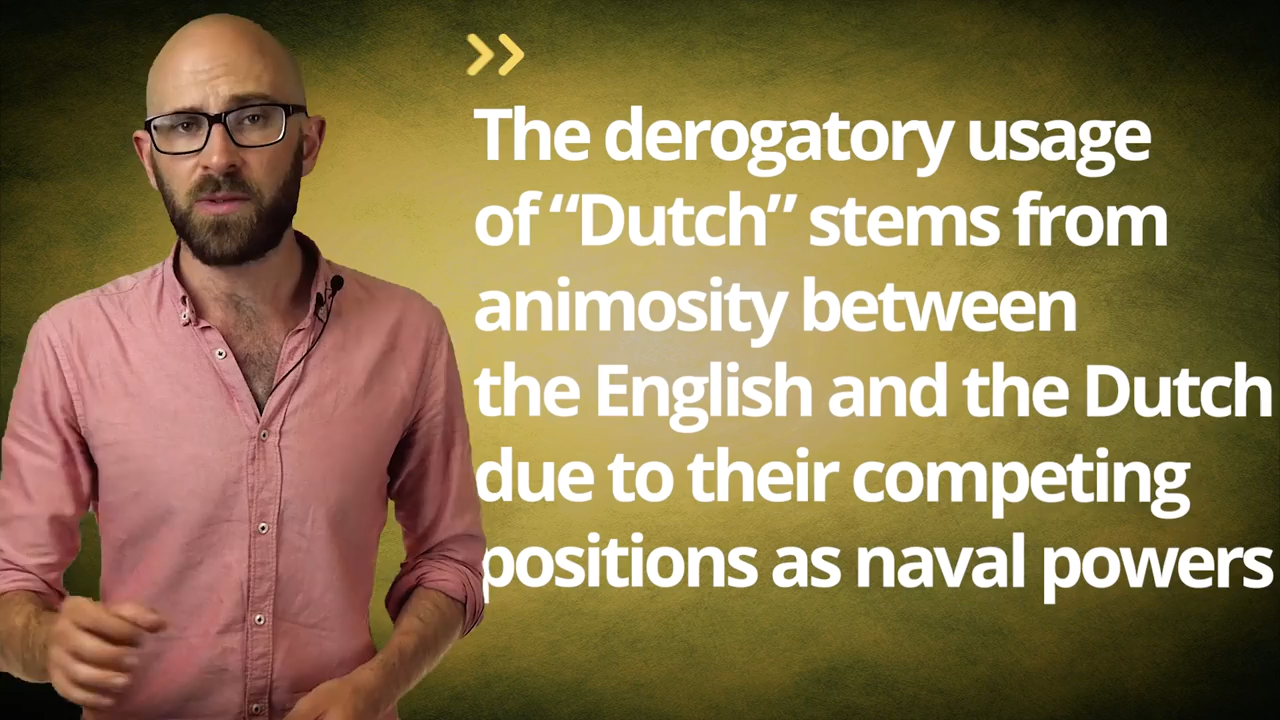 The derogatory usage
of “Dutch” stems from
animosity between
the English and the Dutch
due to their competing
positions as naval powers